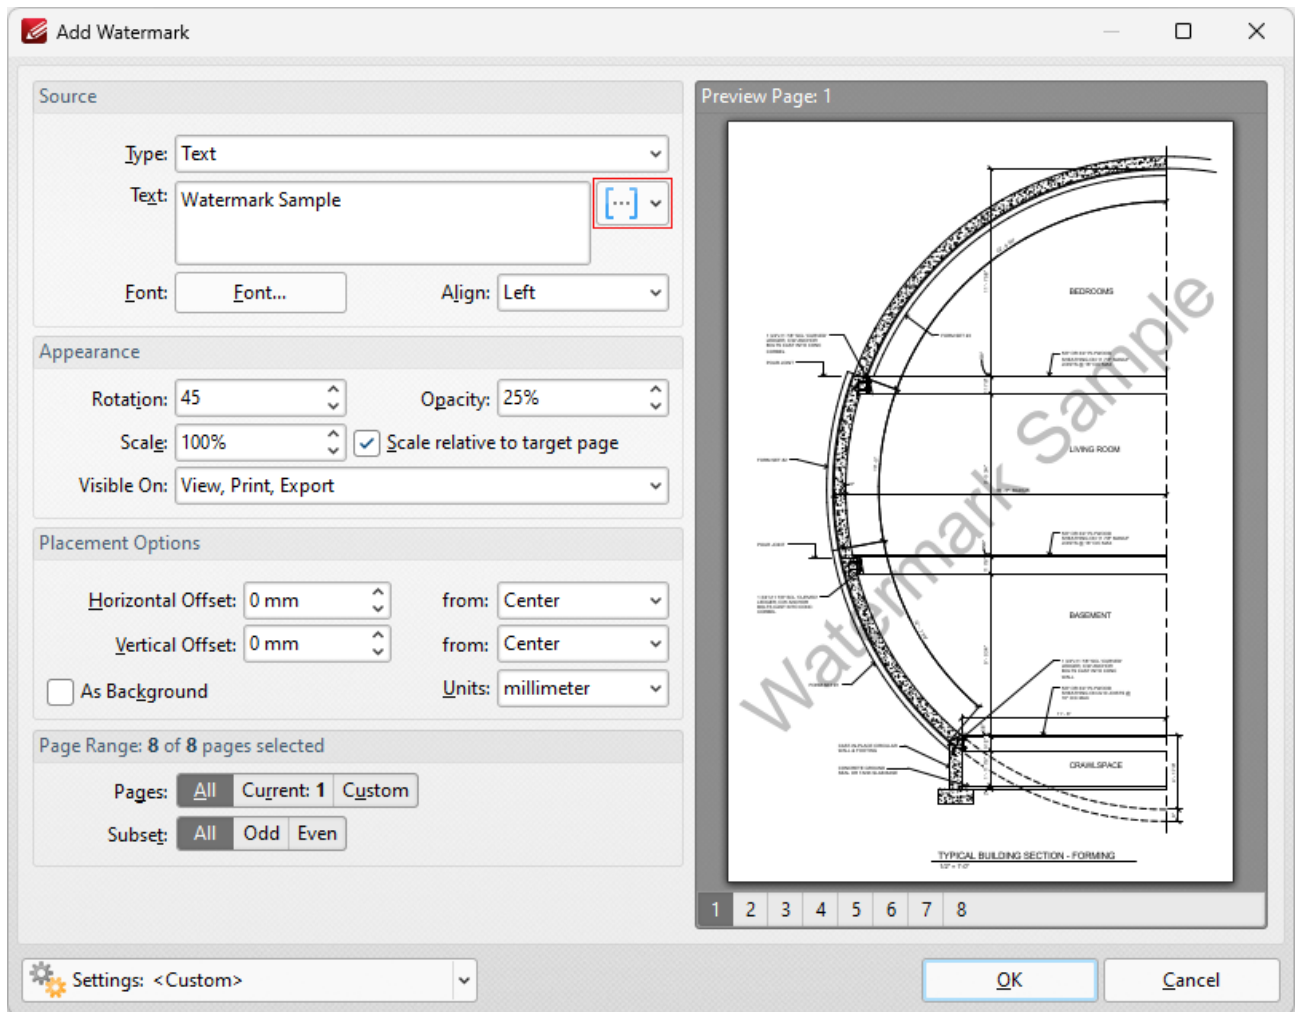 Add Watermark
Source
Type: Text
Text: Watermark Sample
Font: Font... Align: Left
Appearance
Rotation: 45 Opacity: 25%
Scale: 100% Scale relative to target page
Visible On: View, Print, Export
Placement Options
Horizontal Offset: 0 mm from: Center
Vertical Offset: 0 mm from: Center
As Background Units: millimeter
Page Range: 8 of 8 pages selected
Pages: All Current: 1 Custom
Subset: All Odd Even
Preview Page: 1
BEDROOMS
LIVING ROOM
BASEMENT
CRAWLSPACE
Watermark Sample
TYPICAL BUILDING SECTION - FORMING
1 2 3 4 5 6 7 8
Settings: <Custom>
OK Cancel